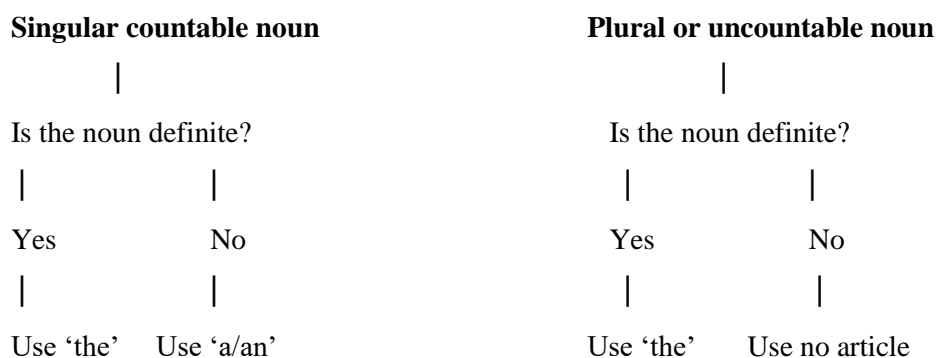 Singular countable noun Plural or uncountable noun
Is the noun definite? Is the noun definite?
Yes No Yes No
Use ‘the’ Use ‘a/an’ Use ‘the’ Use no article